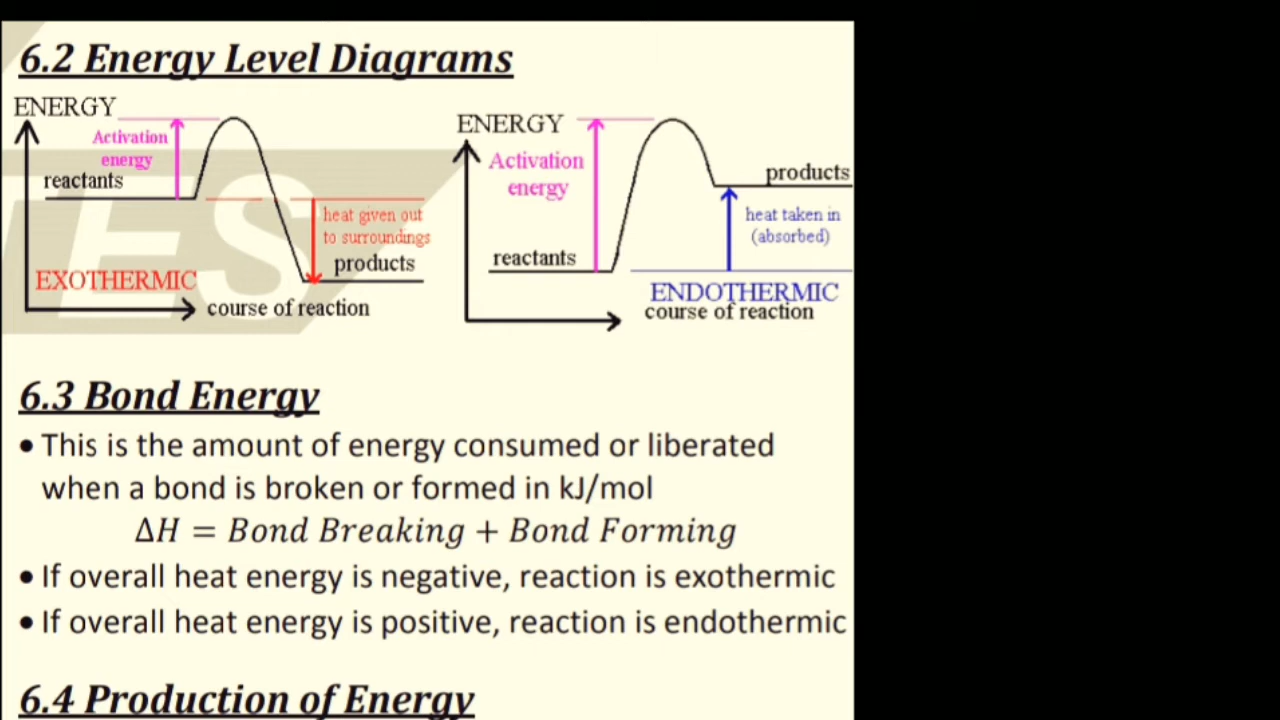 6.2 Energy Level Diagrams
ENERGY
Activation
energy
reactants
heat given out
to surroundings
products
EXOTHERMIC
course of reaction
ENERGY
Activation
energy
products
heat taken in
(absorbed)
reactants
ENDOTHERMIC
course of reaction
6.3 Bond Energy
• This is the amount of energy consumed or liberated
when a bond is broken or formed in kJ/mol
ΔH = Bond Breaking + Bond Forming
• If overall heat energy is negative, reaction is exothermic
• If overall heat energy is positive, reaction is endothermic
6.4 Production of Energy